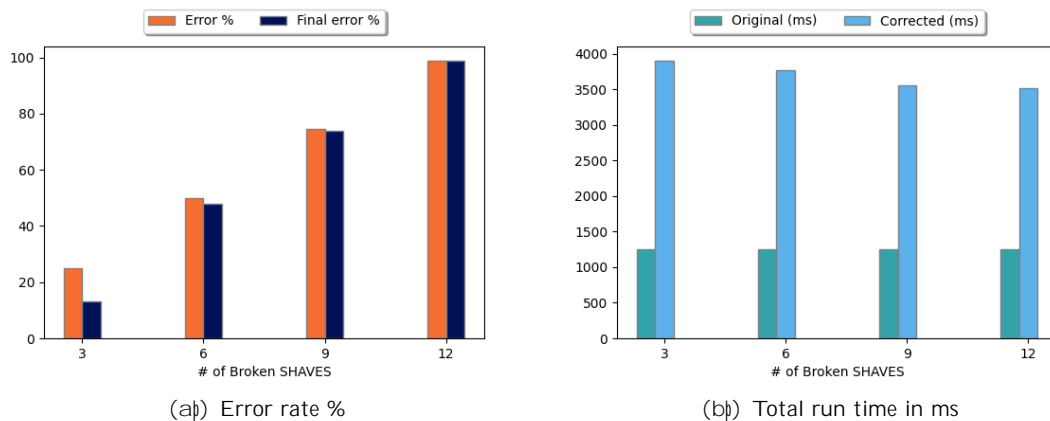 Error %
Final error %
100
80
60
40
20
0
3
6
9
12
# of Broken SHAVES
(a) Error rate %
Original (ms)
Corrected (ms)
4000
3500
3000
2500
2000
1500
1000
500
0
3
6
9
12
# of Broken SHAVES
(b) Total run time in ms